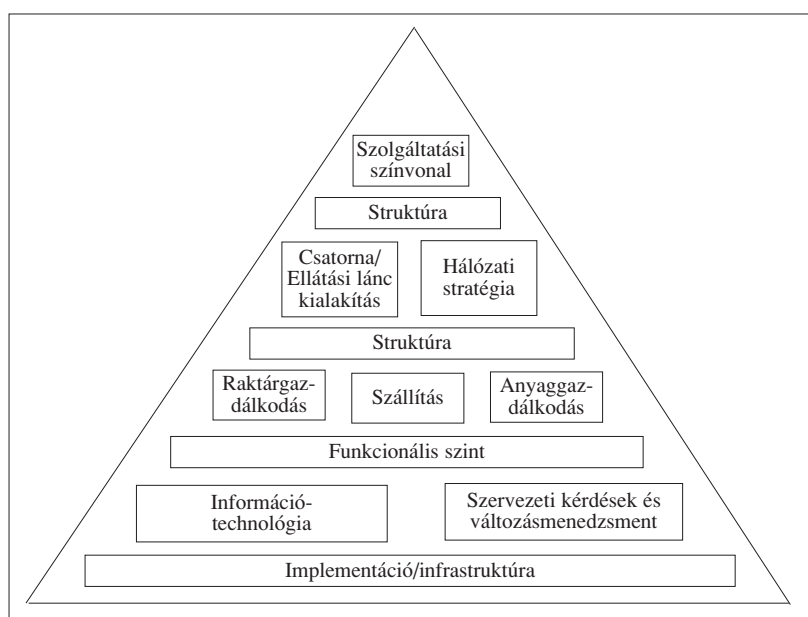 Szolgáltatási
színvonal
Struktúra
Csatorna/
Ellátási lánc
kialakítás
Hálózati
stratégia
Struktúra
Raktárgaz-
dálkodás
Szállítás
Anyaggaz-
dálkodás
Funkcionális szint
Információ-
technológia
Szervezeti kérdések és
változásmenedzsment
Implementáció/infrastruktúra